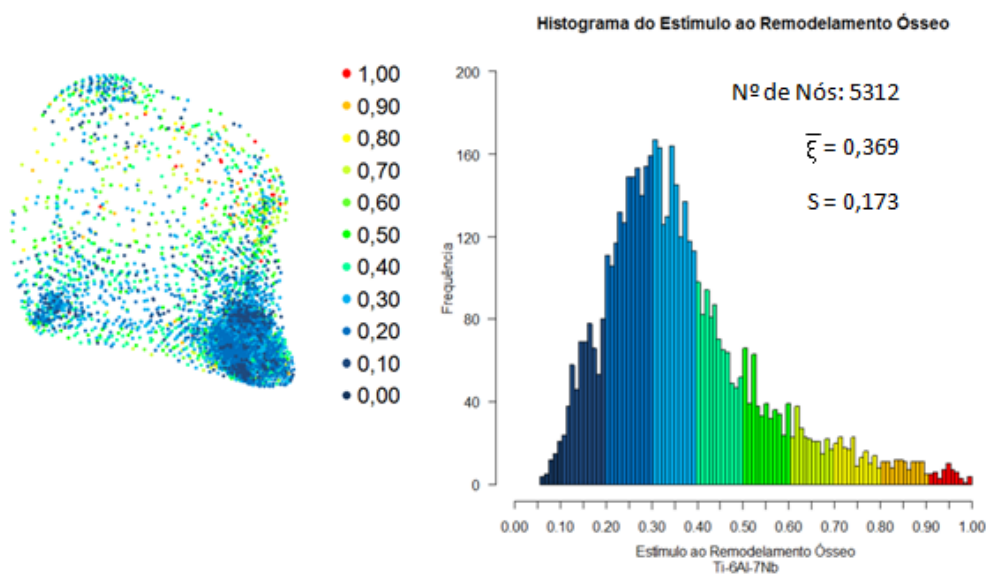 Histograma do Estímulo ao Remodelamento Ósseo
1,00
0,90
0,80
0,70
0,60
0,50
0,40
0,30
0,20
0,10
0,00
Nº de Nós: 5312
ξ̅ = 0,369
S = 0,173
Frequência
200
160
120
80
40
0
0.00 0.10 0.20 0.30 0.40 0.50 0.60 0.70 0.80 0.90 1.00
Estímulo ao Remodelamento Ósseo
Ti-6Al-7Nb